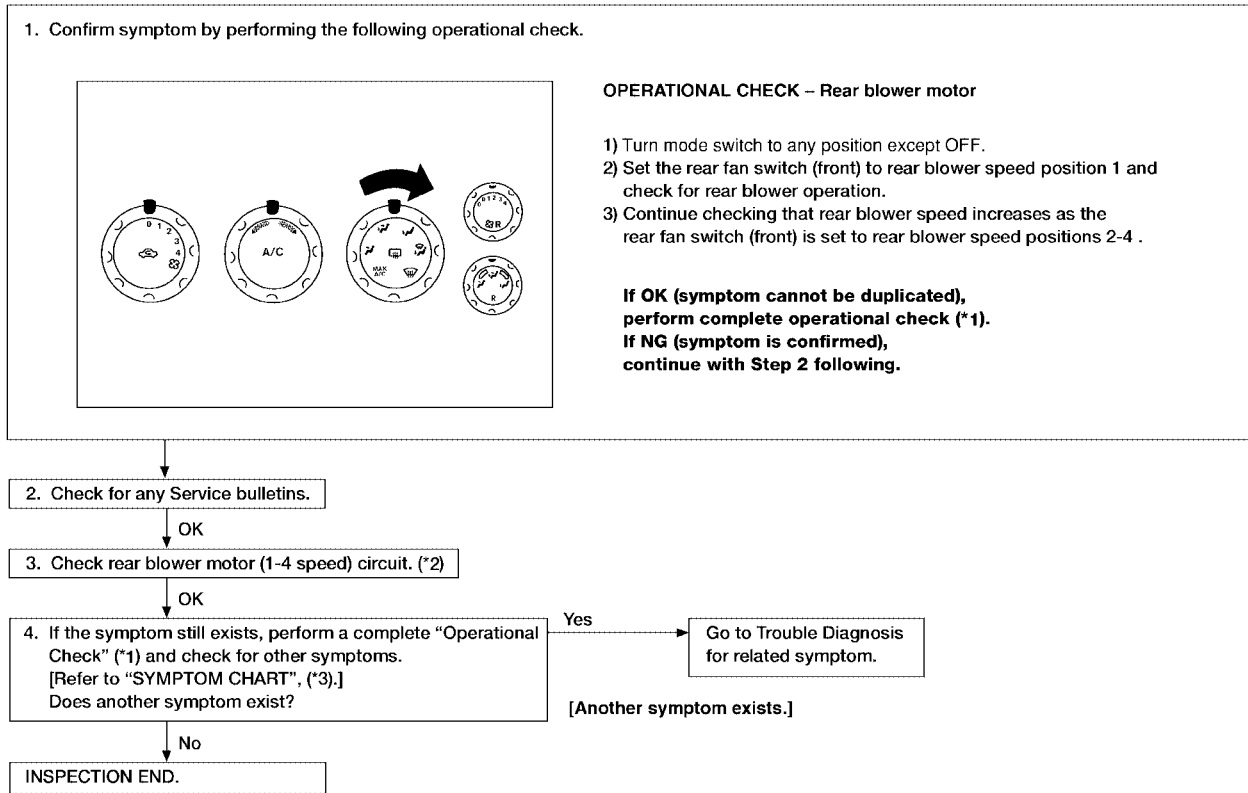 1. Confirm symptom by performing the following operational check.
OPERATIONAL CHECK – Rear blower motor
1) Turn mode switch to any position except OFF.
2) Set the rear fan switch (front) to rear blower speed position 1 and
check for rear blower operation.
3) Continue checking that rear blower speed increases as the
rear fan switch (front) is set to rear blower speed positions 2-4 .
If OK (symptom cannot be duplicated),
perform complete operational check (*1).
If NG (symptom is confirmed),
continue with Step 2 following.
0 1 2 3 4
A/C
MAX
A/C
0 1 2 3 4
R
R
2. Check for any Service bulletins.
OK
3. Check rear blower motor (1-4 speed) circuit. (*2)
OK
4. If the symptom still exists, perform a complete “Operational
Check” (*1) and check for other symptoms.
[Refer to “SYMPTOM CHART”, (*3).]
Does another symptom exist?
Yes
Go to Trouble Diagnosis
for related symptom.
[Another symptom exists.]
No
INSPECTION END.